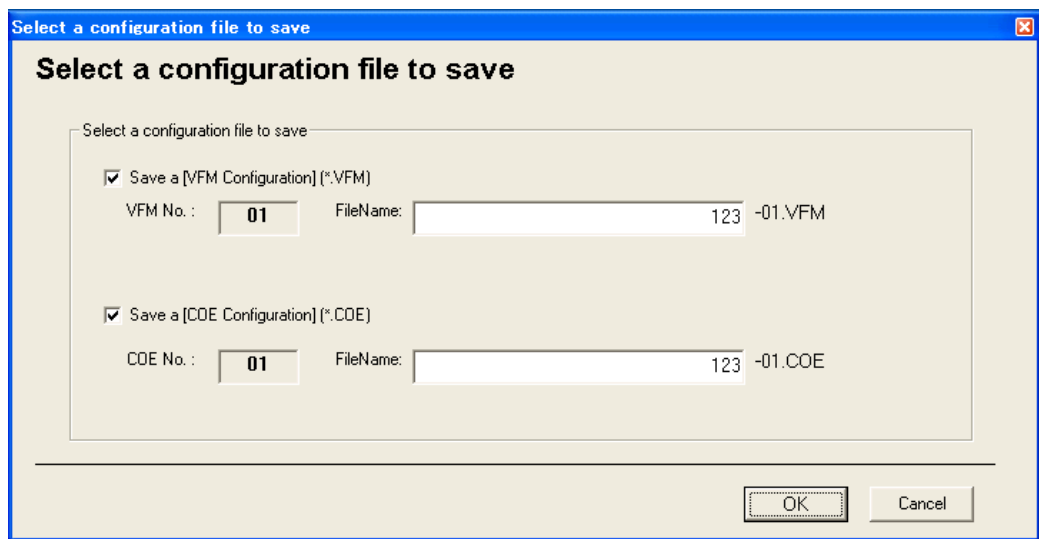 Select a configuration file to save
Select a configuration file to save
Select a configuration file to save
Save a [VFM Configuration] (*.VFM)
VFM No. : 01 FileName: 123 -01.VFM
Save a [COE Configuration] (*.COE)
COE No. : 01 FileName: 123 -01.COE
OK Cancel